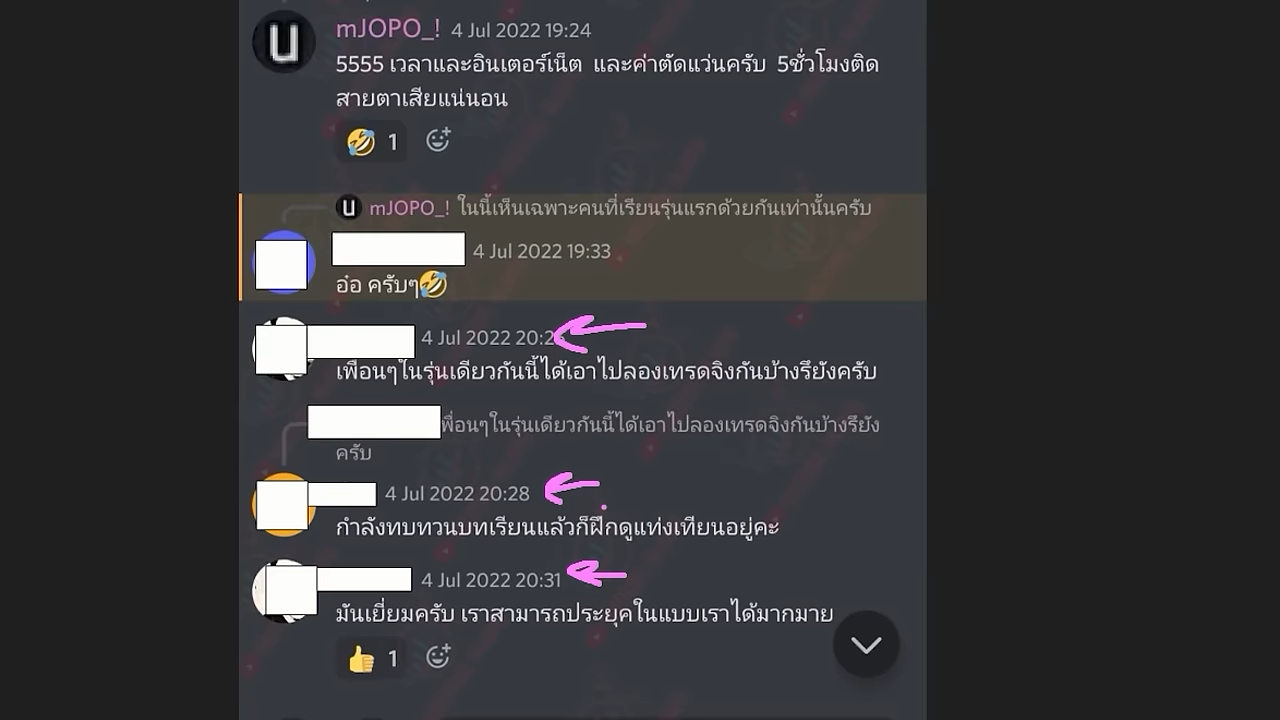 mJOPO_! 4 Jul 2022 19:24
5555 เวลาและอินเตอร์เน็ต และค่าตัดแว่นครับ 5ชั่วโมงติด
สายตาเสียแน่นอน
🤣 1
mJOPO_! ในนี้เห็นเฉพาะคนที่เรียนรุ่นแรกด้วยกันเท่านั้นครับ
4 Jul 2022 19:33
อ๋อ ครับๆ🤣
4 Jul 2022
เพื่อนๆในรุ่นเดียวกันนี้ได้เอาไปลองเทรดจิงกันบ้างรึยังครับ
พื่อนๆในรุ่นเดียวกันนี้ได้เอาไปลองเทรดจิงกันบ้างรึยัง
ครับ
4 Jul 2022 20:28
กำลังทบทวนบทเรียนแล้วก็ฝึกดูแท่งเทียนอยู่คะ
4 Jul 2022 20:31
มันเยี่ยมครับ เราสามารถประยุคในแบบเราได้มากมาย
👍 1